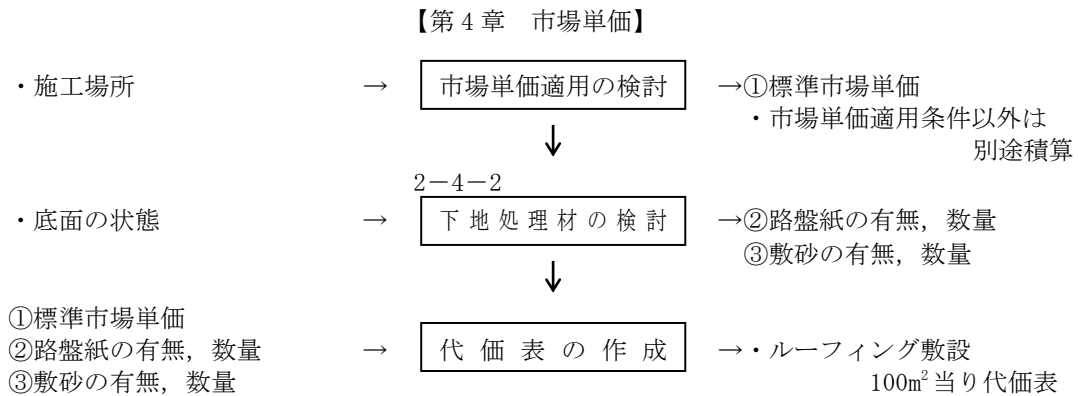 【第4章 市場単価】
・施工場所 → 市場単価適用の検討 →①標準市場単価
・市場単価適用条件以外は
別途積算
↓
2-4-2
・底面の状態 → 下地処理材の検討 →②路盤紙の有無，数量
③敷砂の有無，数量
↓
①標準市場単価
②路盤紙の有無，数量 → 代価表の作成 →・ルーフィング敷設
③敷砂の有無，数量 100m²当り代価表